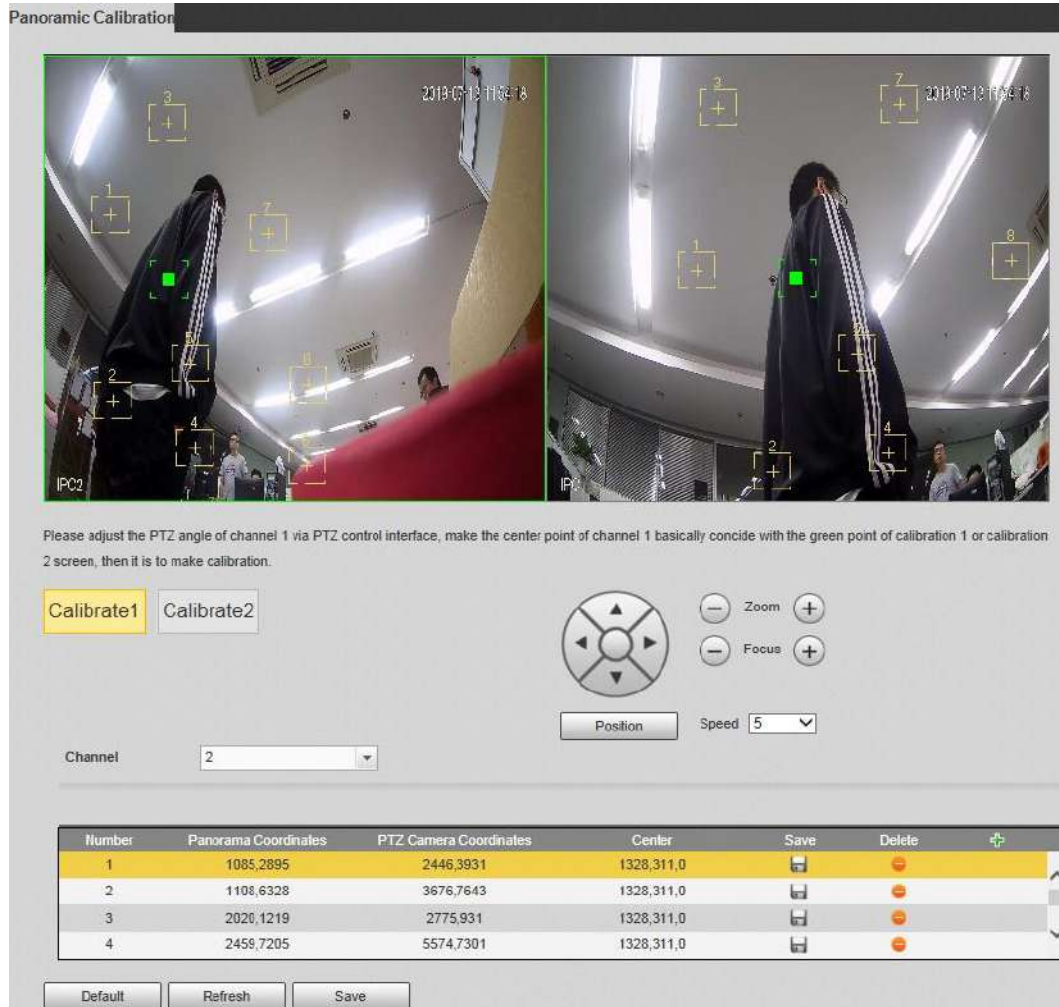 Panoramic Calibration
3
1
7
5
2
4
6
IPC2
3
7
1
8
2
4
IPC
Please adjust the PTZ angle of channel 1 via PTZ control interface, make the center point of channel 1 basically concide with the green point of calibration 1 or calibration
2 screen, then it is to make calibration.
Calibrate1 Calibrate2
Zoom
Focus
Position Speed 5
Channel 2
Number Panorama Coordinates PTZ Camera Coordinates Center Save Delete
1 1085,2895 2446,3931 1328,311,0
2 1108,6328 3676,7643 1328,311,0
3 2020,1219 2775,931 1328,311,0
4 2459,7205 5574,7301 1328,311,0
Default Refresh Save